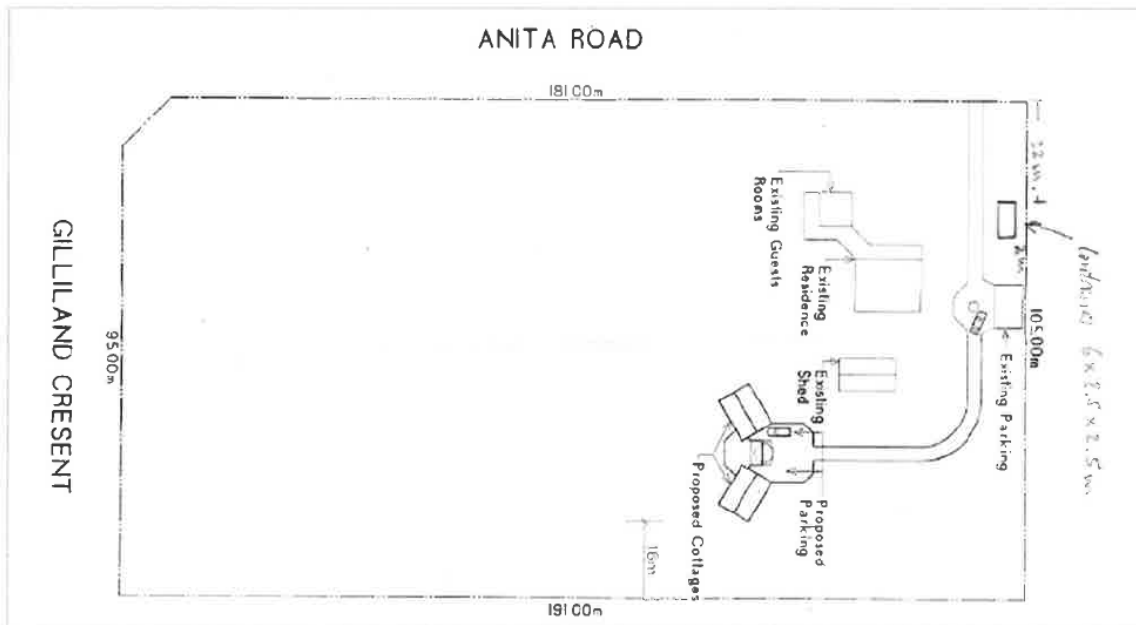 ANITA ROAD
181.00m
Existing Guests
Rooms
Existing
Residence
2m
6 x 2.5 x 2.5m
105.00m
Existing Parking
GILLILAND CRESENT
95.00m
Existing
Shed
Proposed
Parking
Proposed Cottages
16m
191.00m